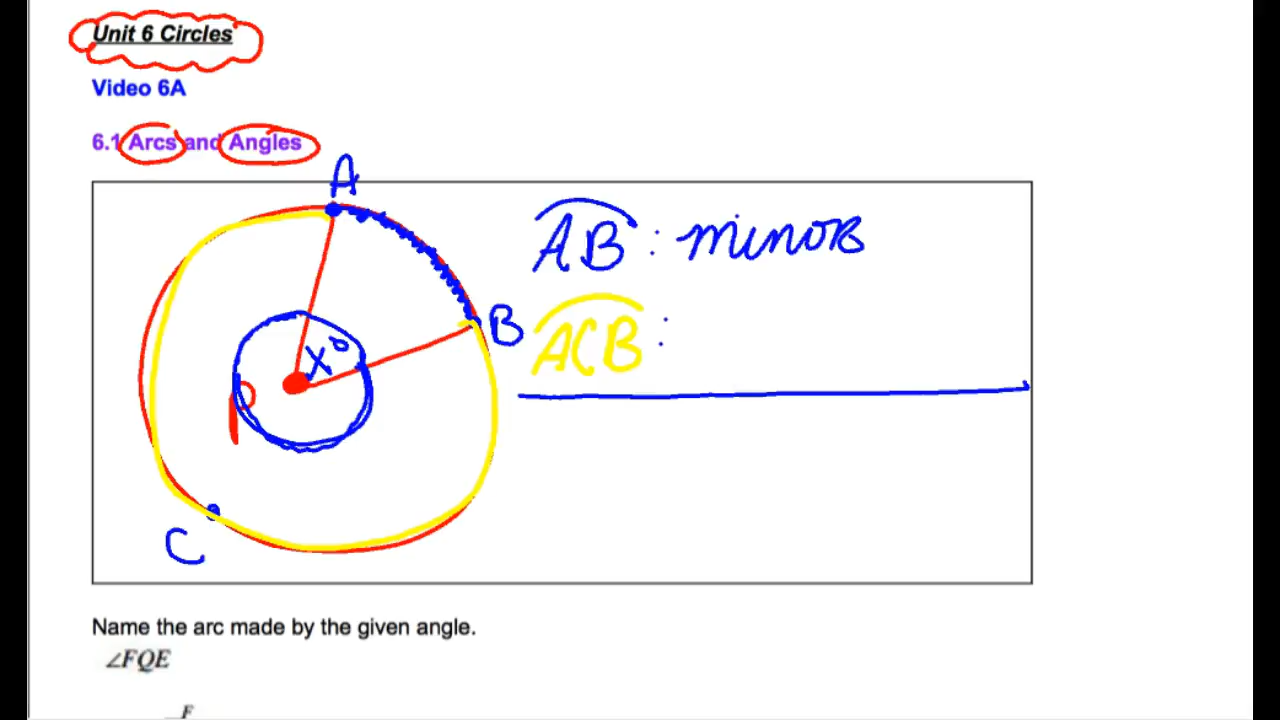 Unit 6 Circles
Video 6A
6.1 Arcs and Angles
A
AB : minor
B
x°
ACB :
P
C
Name the arc made by the given angle.
∠FQE
F